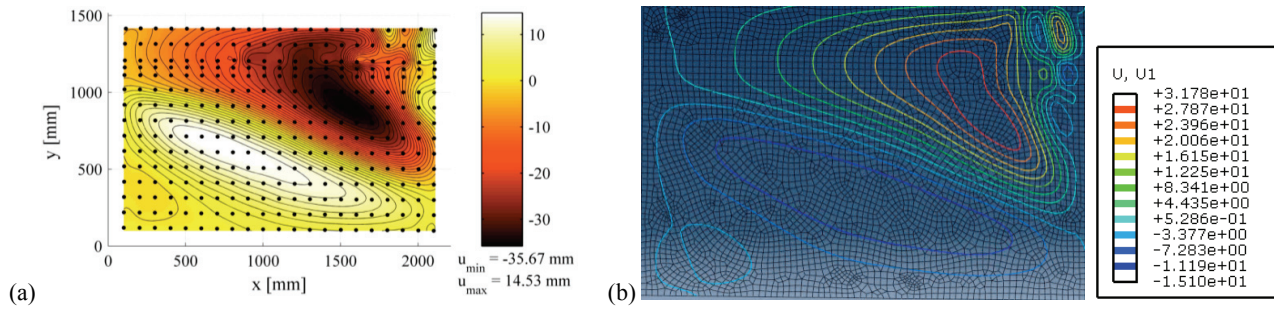 1500
1000
500
0
y [mm]
0
500
1000
1500
2000
x [mm]
10
0
-10
-20
-30
u_min = -35.67 mm
u_max = 14.53 mm
(a)
(b)
U, U1
+3.178e+01
+2.787e+01
+2.396e+01
+2.006e+01
+1.615e+01
+1.225e+01
+8.341e+00
+4.435e+00
+5.286e-01
-3.377e+00
-7.283e+00
-1.119e+01
-1.510e+01